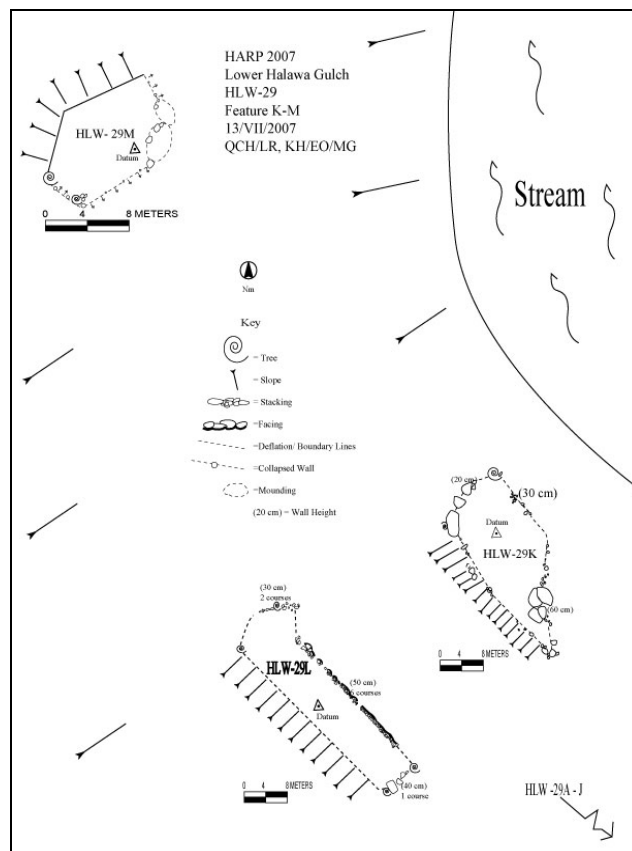 HARP 2007
Lower Halawa Gulch
HLW-29
Feature K-M
13/VII/2007
QCH/LR, KH/EO/MG
HLW- 29M
Datum
0 4 8 METERS
Stream
Nm
Key
= Tree
= Slope
= Stacking
=Facing
=Deflation/ Boundary Lines
=Collapsed Wall
=Mounding
(20 cm) = Wall Height
(20 cm)
(30 cm)
Datum
HLW-29K
(60 cm)
0 4 8 METERS
(30 cm)
2 courses
HLW-29L
(50 cm)
6 courses
Datum
(40 cm)
1 course
0 4 8 METERS
HLW -29A - J